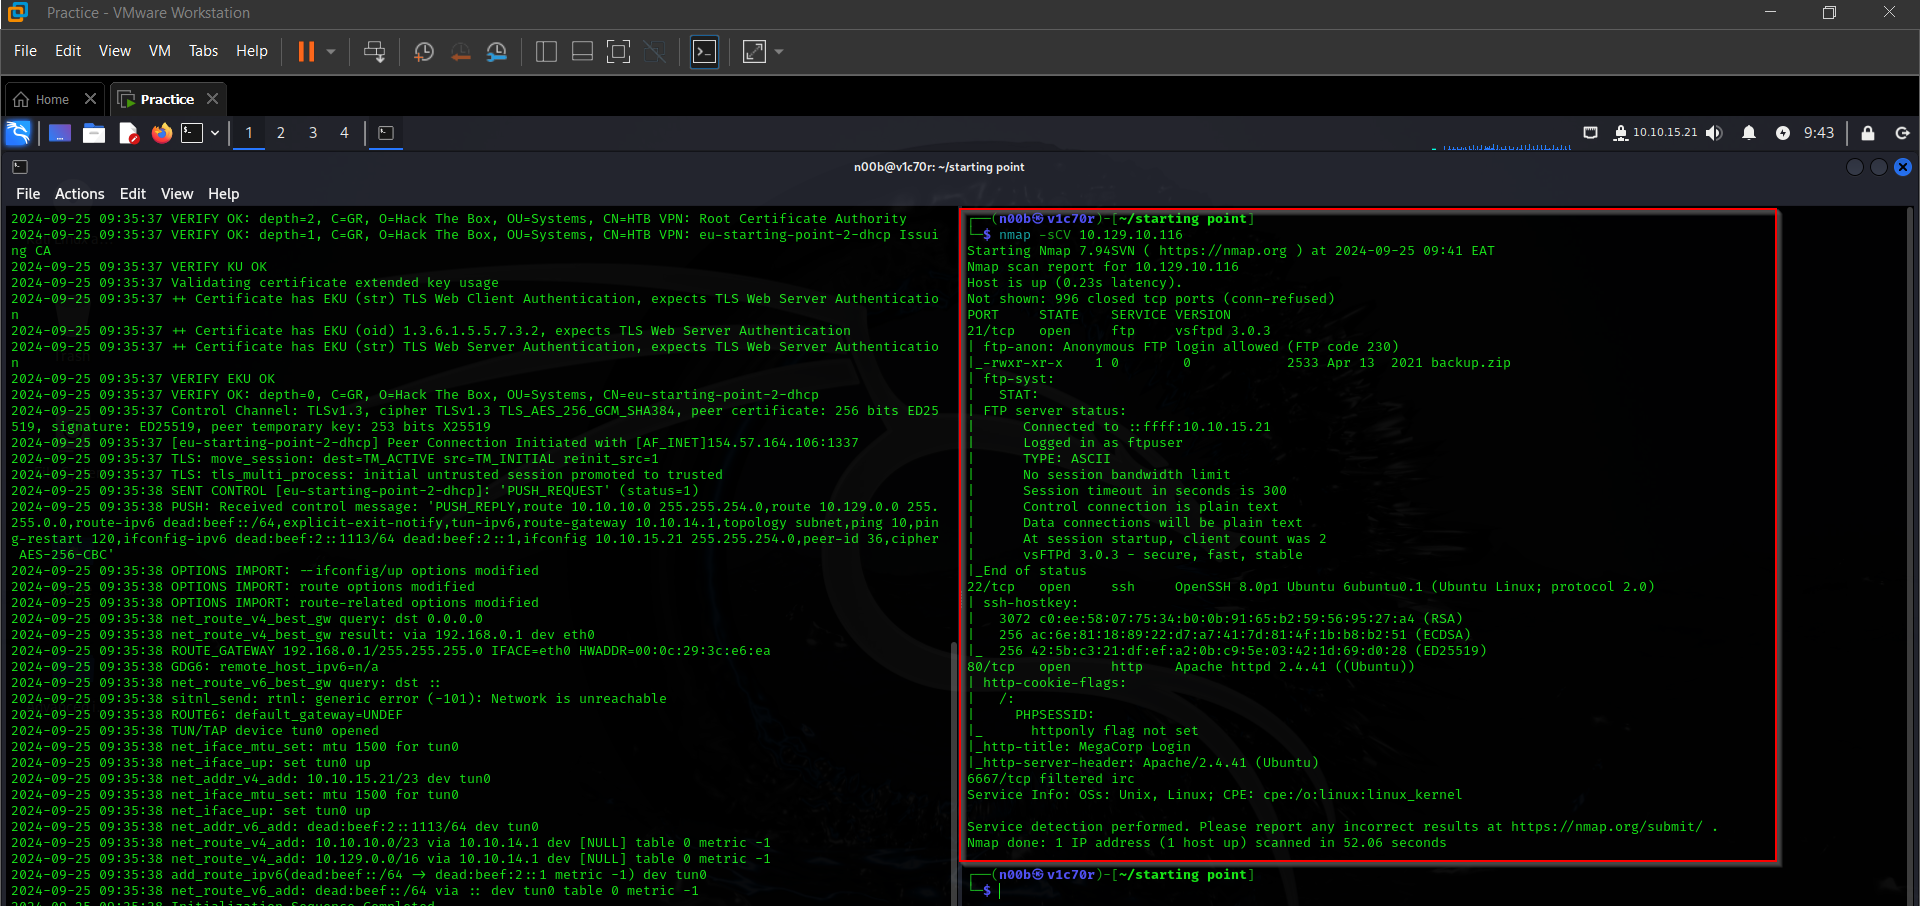 Practice - VMware Workstation
File Edit View VM Tabs Help
Home Practice
1 2 3 4 10.10.15.21 9:43
n00b@v1c70r: ~/starting point
File Actions Edit View Help
2024-09-25 09:35:37 VERIFY OK: depth=2, C=GR, O=Hack The Box, OU=Systems, CN=HTB VPN: Root Certificate Authority
2024-09-25 09:35:37 VERIFY OK: depth=1, C=GR, O=Hack The Box, OU=Systems, CN=HTB VPN: eu-starting-point-2-dhcp Issui
ng CA
2024-09-25 09:35:37 VERIFY KU OK
2024-09-25 09:35:37 Validating certificate extended key usage
2024-09-25 09:35:37 ++ Certificate has EKU (str) TLS Web Client Authentication, expects TLS Web Server Authenticatio
n
2024-09-25 09:35:37 ++ Certificate has EKU (oid) 1.3.6.1.5.5.7.3.2, expects TLS Web Server Authentication
2024-09-25 09:35:37 ++ Certificate has EKU (str) TLS Web Server Authentication, expects TLS Web Server Authenticatio
n
2024-09-25 09:35:37 VERIFY EKU OK
2024-09-25 09:35:37 VERIFY OK: depth=0, C=GR, O=Hack The Box, OU=Systems, CN=eu-starting-point-2-dhcp
2024-09-25 09:35:37 Control Channel: TLSv1.3, cipher TLSv1.3 TLS_AES_256_GCM_SHA384, peer certificate: 256 bits ED25
519, signature: ED25519, peer temporary key: 253 bits X25519
2024-09-25 09:35:37 [eu-starting-point-2-dhcp] Peer Connection Initiated with [AF_INET]154.57.164.106:1337
2024-09-25 09:35:37 TLS: move_session: dest=TM_ACTIVE src=TM_INITIAL reinit_src=1
2024-09-25 09:35:37 TLS: tls_multi_process: initial untrusted session promoted to trusted
2024-09-25 09:35:38 SENT CONTROL [eu-starting-point-2-dhcp]: 'PUSH_REQUEST' (status=1)
2024-09-25 09:35:38 PUSH: Received control message: 'PUSH_REPLY,route 10.10.10.0 255.255.254.0,route 10.129.0.0 255.
255.0.0,route-ipv6 dead:beef::/64,explicit-exit-notify,tun-ipv6,route-gateway 10.10.14.1,topology subnet,ping 10,pin
g-restart 120,ifconfig-ipv6 dead:beef:2::1113/64 dead:beef:2::1,ifconfig 10.10.15.21 255.255.254.0,peer-id 36,cipher
AES-256-CBC'
2024-09-25 09:35:38 OPTIONS IMPORT: --ifconfig/up options modified
2024-09-25 09:35:38 OPTIONS IMPORT: route options modified
2024-09-25 09:35:38 OPTIONS IMPORT: route-related options modified
2024-09-25 09:35:38 net_route_v4_best_gw query: dst 0.0.0.0
2024-09-25 09:35:38 net_route_v4_best_gw result: via 192.168.0.1 dev eth0
2024-09-25 09:35:38 ROUTE_GATEWAY 192.168.0.1/255.255.255.0 IFACE=eth0 HWADDR=00:0c:29:3c:e6:ea
2024-09-25 09:35:38 GDG6: remote_host_ipv6=n/a
2024-09-25 09:35:38 net_route_v6_best_gw query: dst ::
2024-09-25 09:35:38 sitnl_send: rtnl: generic error (-101): Network is unreachable
2024-09-25 09:35:38 ROUTE6: default_gateway=UNDEF
2024-09-25 09:35:38 TUN/TAP device tun0 opened
2024-09-25 09:35:38 net_iface_mtu_set: mtu 1500 for tun0
2024-09-25 09:35:38 net_iface_up: set tun0 up
2024-09-25 09:35:38 net_addr_v4_add: 10.10.15.21/23 dev tun0
2024-09-25 09:35:38 net_iface_mtu_set: mtu 1500 for tun0
2024-09-25 09:35:38 net_iface_up: set tun0 up
2024-09-25 09:35:38 net_addr_v6_add: dead:beef:2::1113/64 dev tun0
2024-09-25 09:35:38 net_route_v4_add: 10.10.10.0/23 via 10.10.14.1 dev [NULL] table 0 metric -1
2024-09-25 09:35:38 net_route_v4_add: 10.129.0.0/16 via 10.10.14.1 dev [NULL] table 0 metric -1
2024-09-25 09:35:38 add_route_ipv6(dead:beef::/64 -> dead:beef:2::1 metric -1) dev tun0
2024-09-25 09:35:38 net_route_v6_add: dead:beef::/64 via :: dev tun0 table 0 metric -1
2024-09-25 09:35:38 Initialization Sequence Completed
┌──(n00b㉿v1c70r)-[~/starting point]
└─$ nmap -sCV 10.129.10.116
Starting Nmap 7.94SVN ( https://nmap.org ) at 2024-09-25 09:41 EAT
Nmap scan report for 10.129.10.116
Host is up (0.23s latency).
Not shown: 996 closed tcp ports (conn-refused)
PORT STATE SERVICE VERSION
21/tcp open ftp vsftpd 3.0.3
| ftp-anon: Anonymous FTP login allowed (FTP code 230)
|_-rwxr-xr-x 1 0 0 2533 Apr 13 2021 backup.zip
| ftp-syst:
| STAT:
| FTP server status:
| Connected to ::ffff:10.10.15.21
| Logged in as ftpuser
| TYPE: ASCII
| No session bandwidth limit
| Session timeout in seconds is 300
| Control connection is plain text
| Data connections will be plain text
| At session startup, client count was 2
| vsFTPd 3.0.3 - secure, fast, stable
|_End of status
22/tcp open ssh OpenSSH 8.0p1 Ubuntu 6ubuntu0.1 (Ubuntu Linux; protocol 2.0)
| ssh-hostkey:
| 3072 c0:ee:58:07:75:34:b0:0b:91:65:b2:59:56:95:27:a4 (RSA)
| 256 ac:6e:81:18:89:22:d7:a7:41:7d:81:4f:1b:b8:b2:51 (ECDSA)
|_ 256 42:5b:c3:21:df:ef:a2:0b:c9:5e:03:42:1d:69:d0:28 (ED25519)
80/tcp open http Apache httpd 2.4.41 ((Ubuntu))
| http-cookie-flags:
| /:
| PHPSESSID:
|_ httponly flag not set
|_http-title: MegaCorp Login
|_http-server-header: Apache/2.4.41 (Ubuntu)
6667/tcp filtered irc
Service Info: OSs: Unix, Linux; CPE: cpe:/o:linux:linux_kernel
Service detection performed. Please report any incorrect results at https://nmap.org/submit/ .
Nmap done: 1 IP address (1 host up) scanned in 52.06 seconds
┌──(n00b㉿v1c70r)-[~/starting point]
└─$